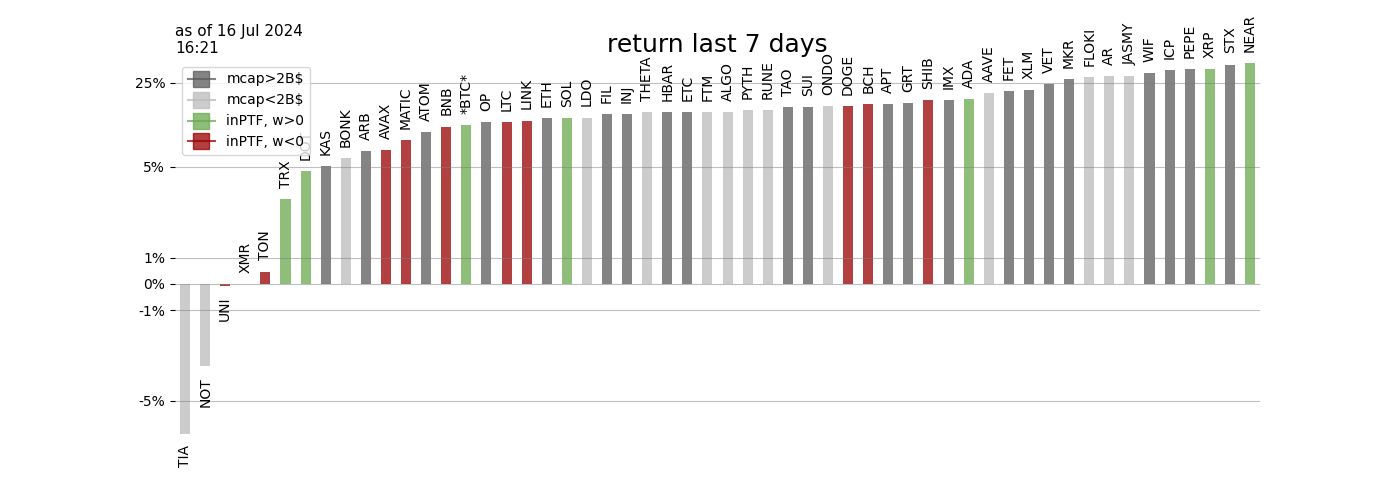 as of 16 Jul 2024
16:21
return last 7 days
mcap>2B$
mcap<2B$
inPTF, w>0
inPTF, w<0
25%
5%
1%
0%
-1%
-5%
TIA
NOT
UNI
XMR
TON
TRX
DOT
KAS
BONK
ARB
AVAX
MATIC
ATOM
BNB
*BTC*
OP
LTC
LINK
ETH
SOL
LDO
FIL
INJ
THETA
HBAR
ETC
FTM
ALGO
PYTH
RUNE
TAO
SUI
ONDO
DOGE
BCH
APT
GRT
SHIB
IMX
ADA
AAVE
FET
XLM
VET
MKR
FLOKI
AR
JASMY
WIF
ICP
PEPE
XRP
STX
NEAR